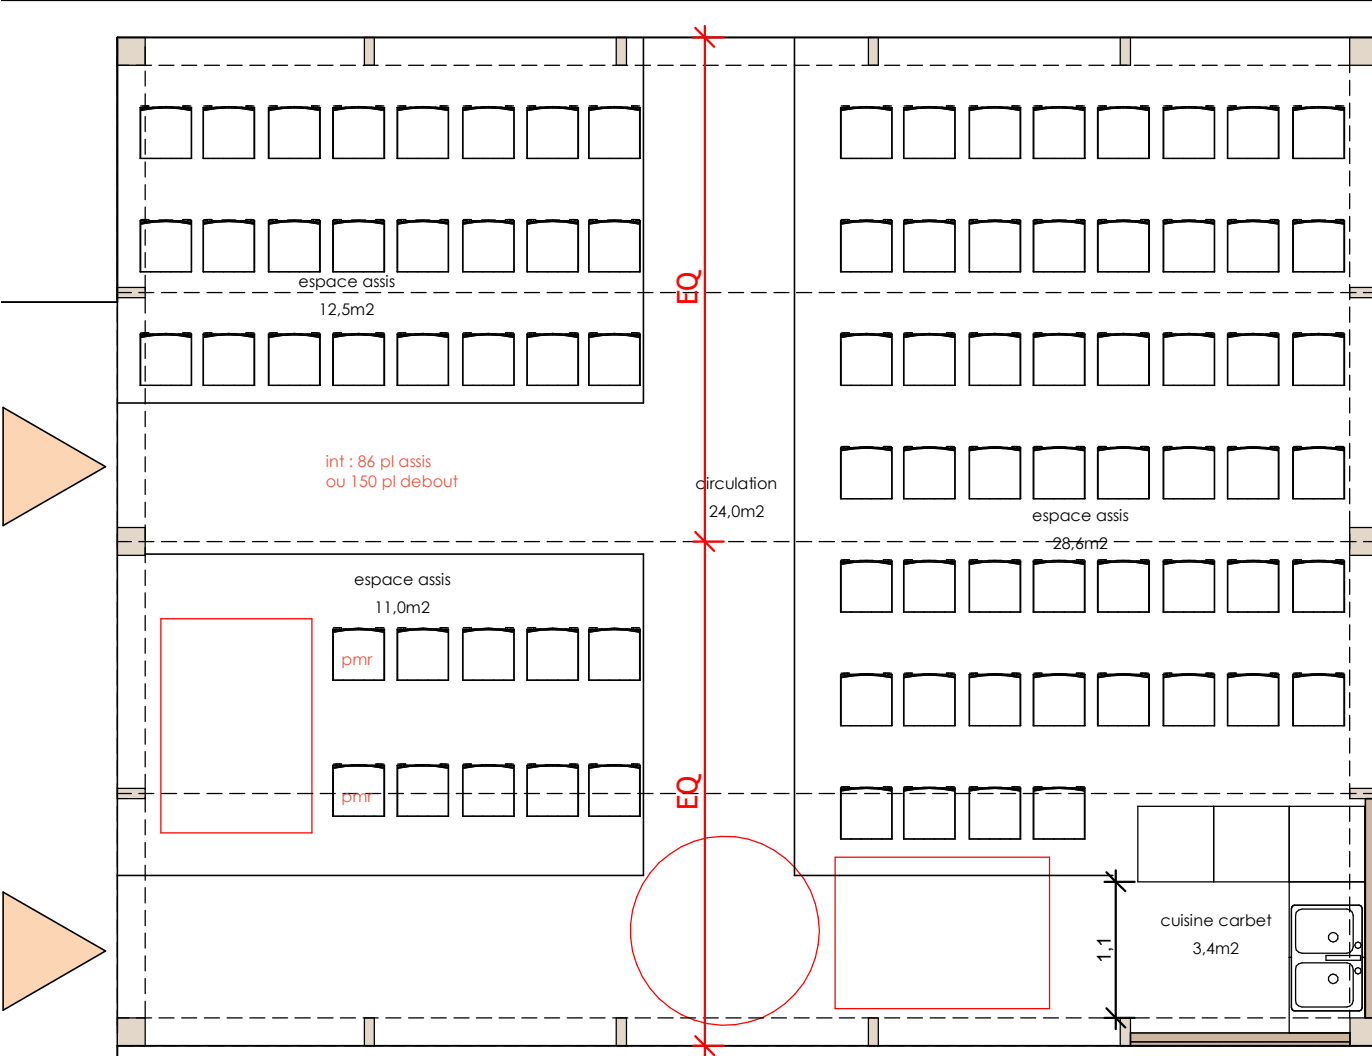 EQ
espace assis
12,5m2
int : 86 pl assis
ou 150 pl debout
circulation
24,0m2
espace assis
28,6m2
espace assis
11,0m2
pmr
pmr
EQ
cuisine carbet
3,4m2
1,1